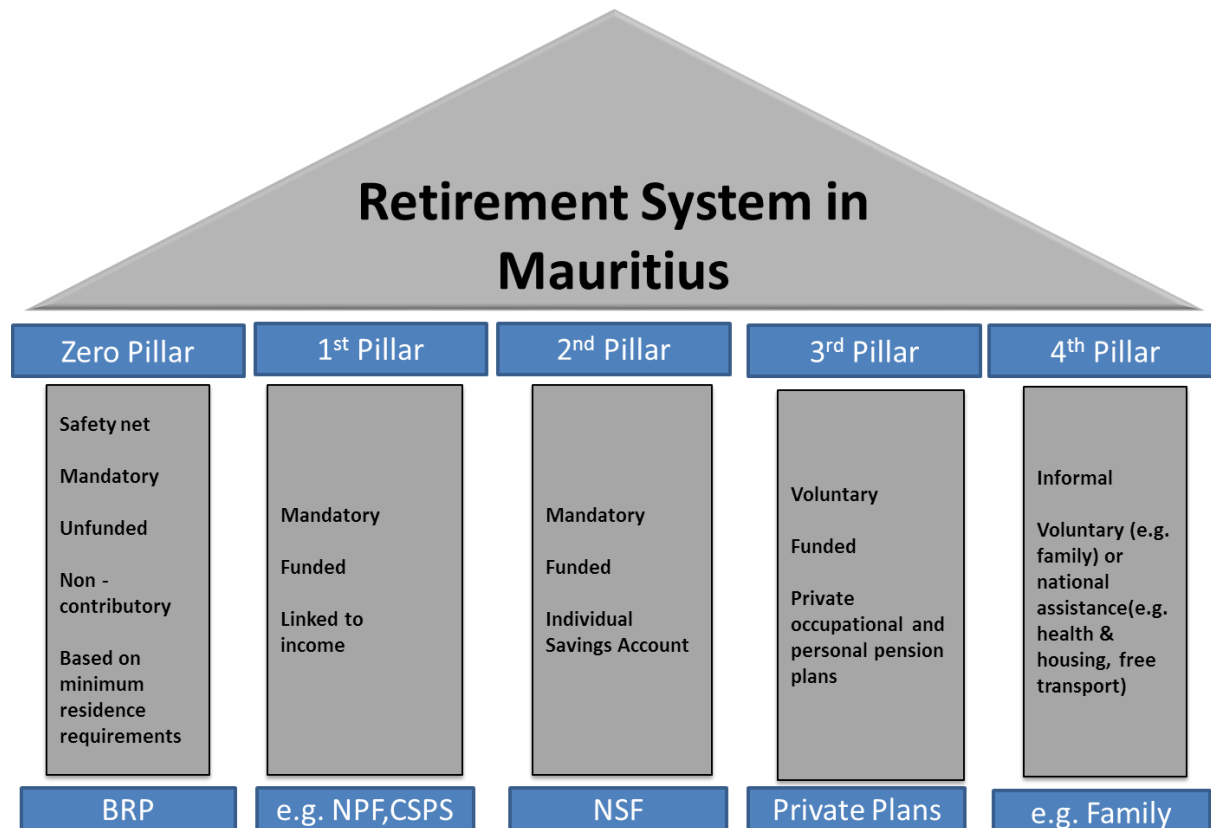 Retirement System in
Mauritius
Zero Pillar
1st Pillar
2nd Pillar
3rd Pillar
4th Pillar
Safety net
Mandatory
Unfunded
Non -
contributory
Based on
minimum
residence
requirements
Mandatory
Funded
Linked to
income
Mandatory
Funded
Individual
Savings Account
Voluntary
Funded
Private
occupational and
personal pension
plans
Informal
Voluntary (e.g.
family) or
national
assistance(e.g.
health &
housing, free
transport)
BRP
e.g. NPF,CSPS
NSF
Private Plans
e.g. Family